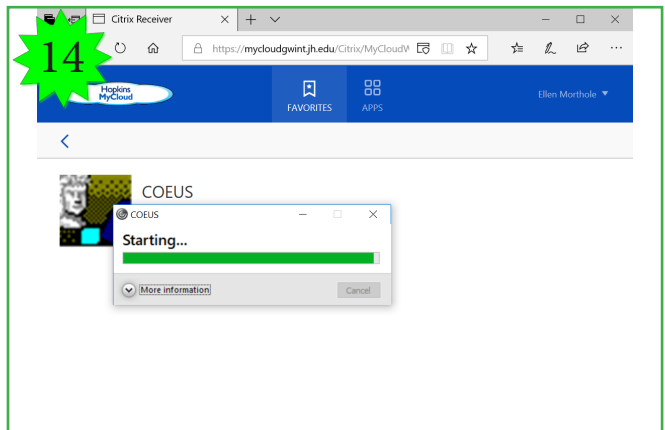 Citrix Receiver
14
https://mycloudgwint.jh.edu/Citrix/MyCloudW
Hopkins
MyCloud
FAVORITES
APPS
Ellen Morthole
COEUS
COEUS
Starting...
More information
Cancel